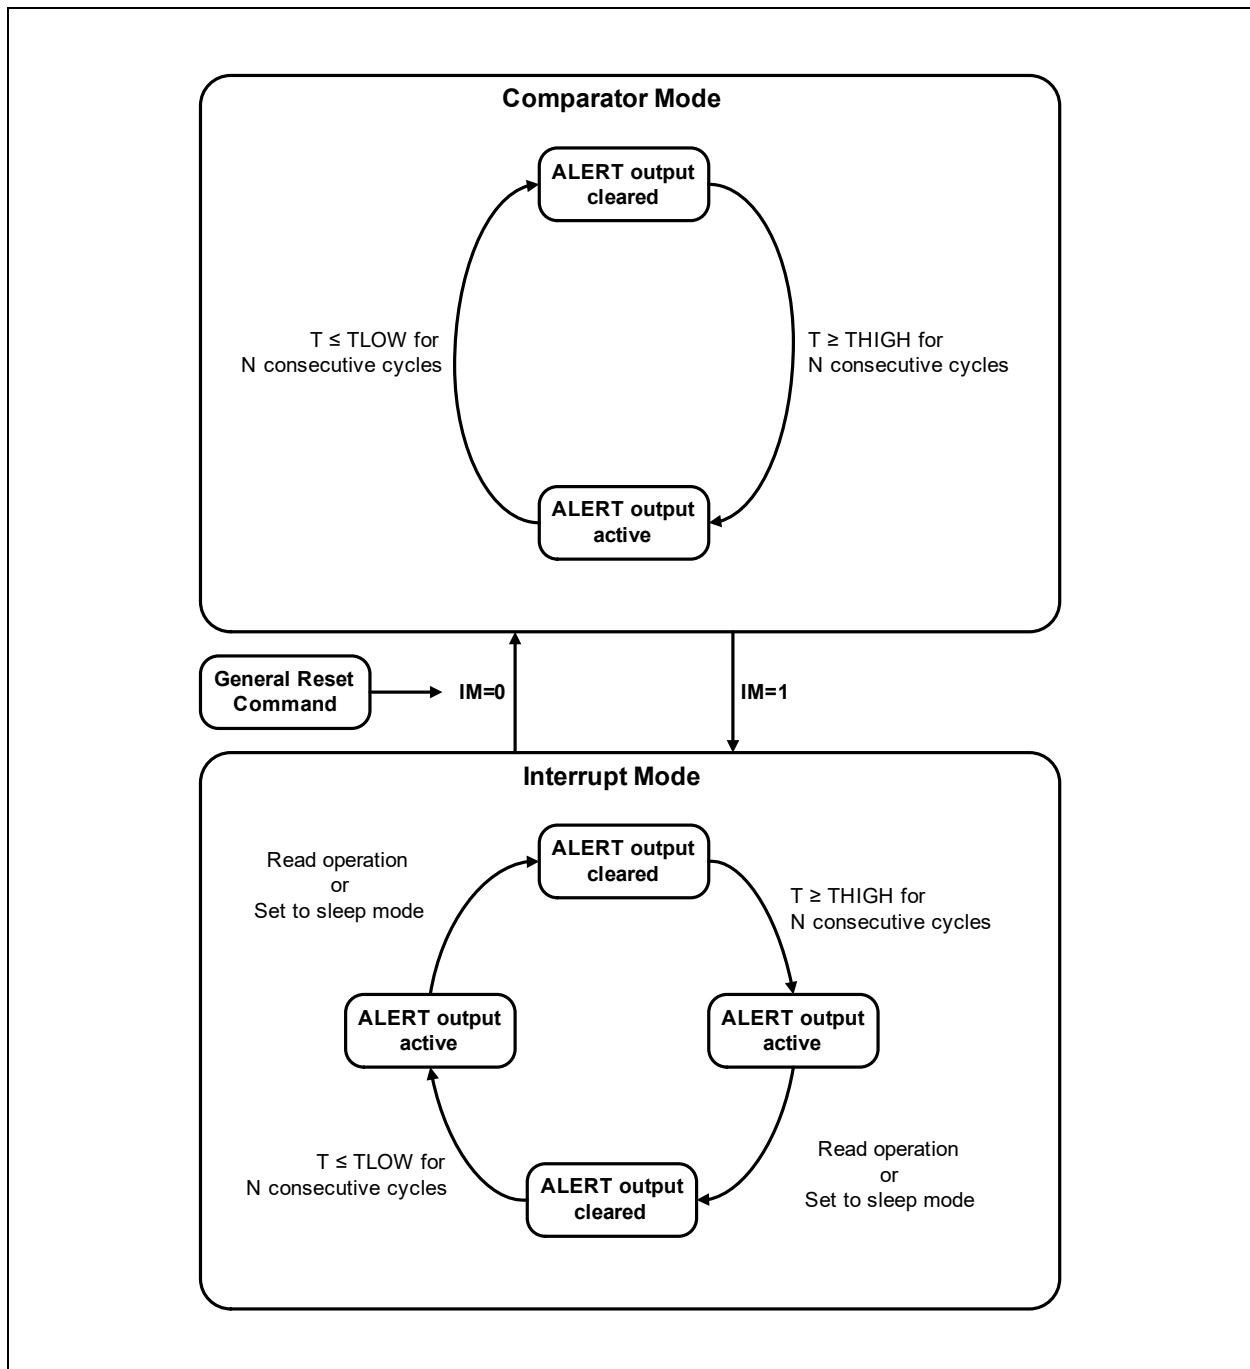 Comparator Mode
ALERT output
cleared
T ≤ TLOW for
N consecutive cycles
T ≥ THIGH for
N consecutive cycles
ALERT output
active
General Reset
Command
IM=0
IM=1
Interrupt Mode
ALERT output
cleared
Read operation
or
Set to sleep mode
T ≥ THIGH for
N consecutive cycles
ALERT output
active
ALERT output
active
T ≤ TLOW for
N consecutive cycles
Read operation
or
Set to sleep mode
ALERT output
cleared